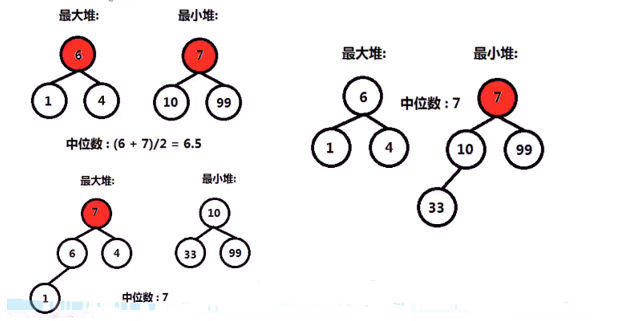 最大堆: 最小堆:
6 7
1 4 10 99
中位数 : (6 + 7)/2 = 6.5
最大堆: 最小堆:
6 中位数 : 7 7
1 4 10 99
33
最大堆: 最小堆:
7 10
6 4 33 99
1 中位数 : 7